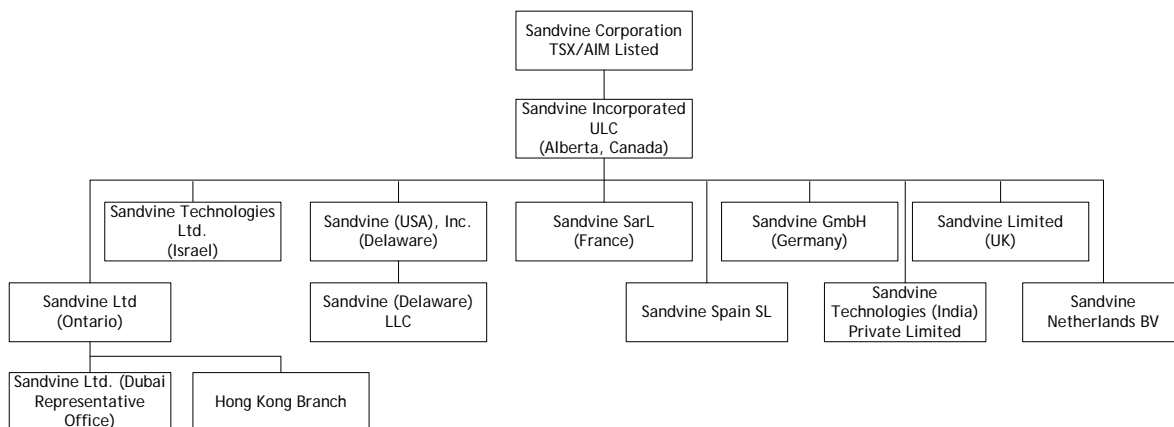 Sandvine Corporation
TSX/AIM Listed
Sandvine Incorporated
ULC
(Alberta, Canada)
Sandvine Technologies
Ltd.
(Israel)
Sandvine (USA), Inc.
(Delaware)
Sandvine SarL
(France)
Sandvine GmbH
(Germany)
Sandvine Limited
(UK)
Sandvine Ltd
(Ontario)
Sandvine (Delaware)
LLC
Sandvine Spain SL
Sandvine
Technologies (India)
Private Limited
Sandvine
Netherlands BV
Sandvine Ltd. (Dubai
Representative
Office)
Hong Kong Branch